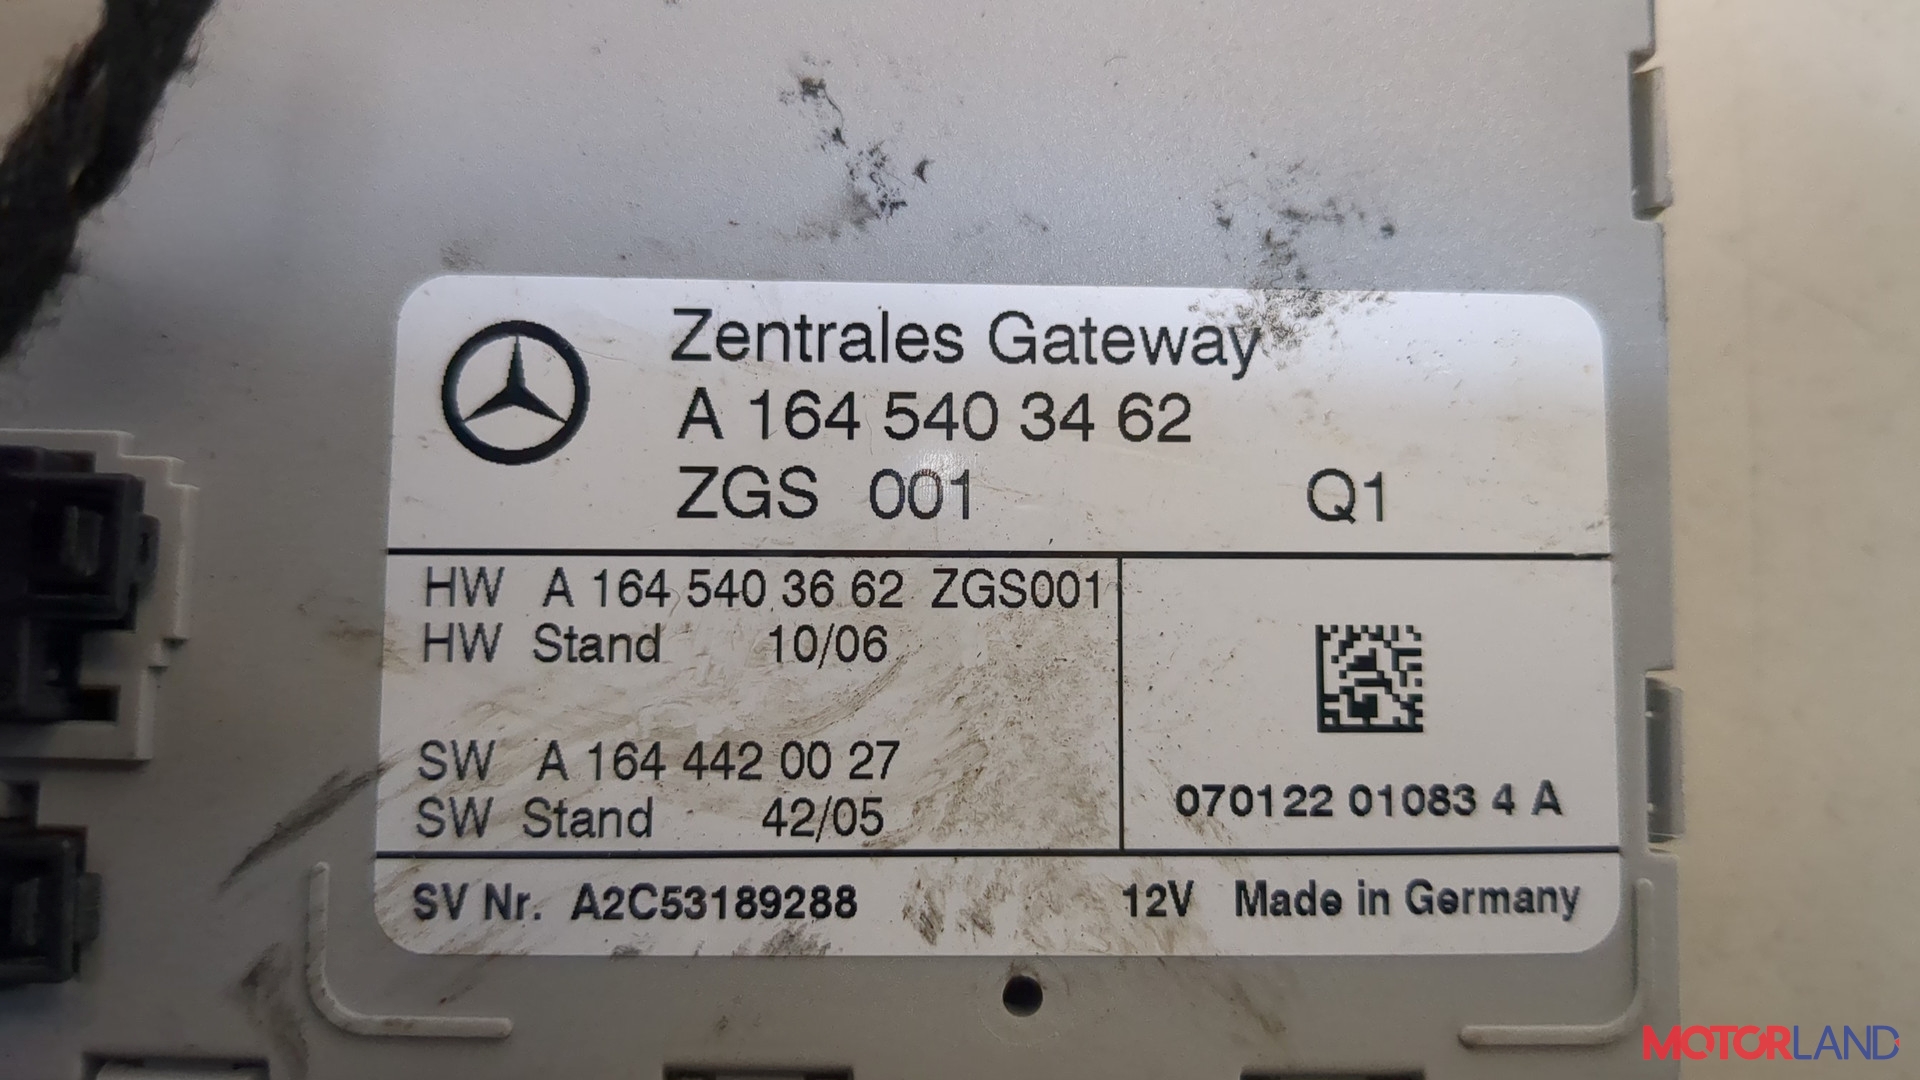 Zentrales Gateway
A 164 540 34 62
ZGS 001 Q1
HW A 164 540 36 62 ZGS001
HW Stand 10/06
SW A 164 442 00 27
SW Stand 42/05
070122 01083 4 A
SV Nr. A2C53189288 12V Made in Germany
MOTORLAND